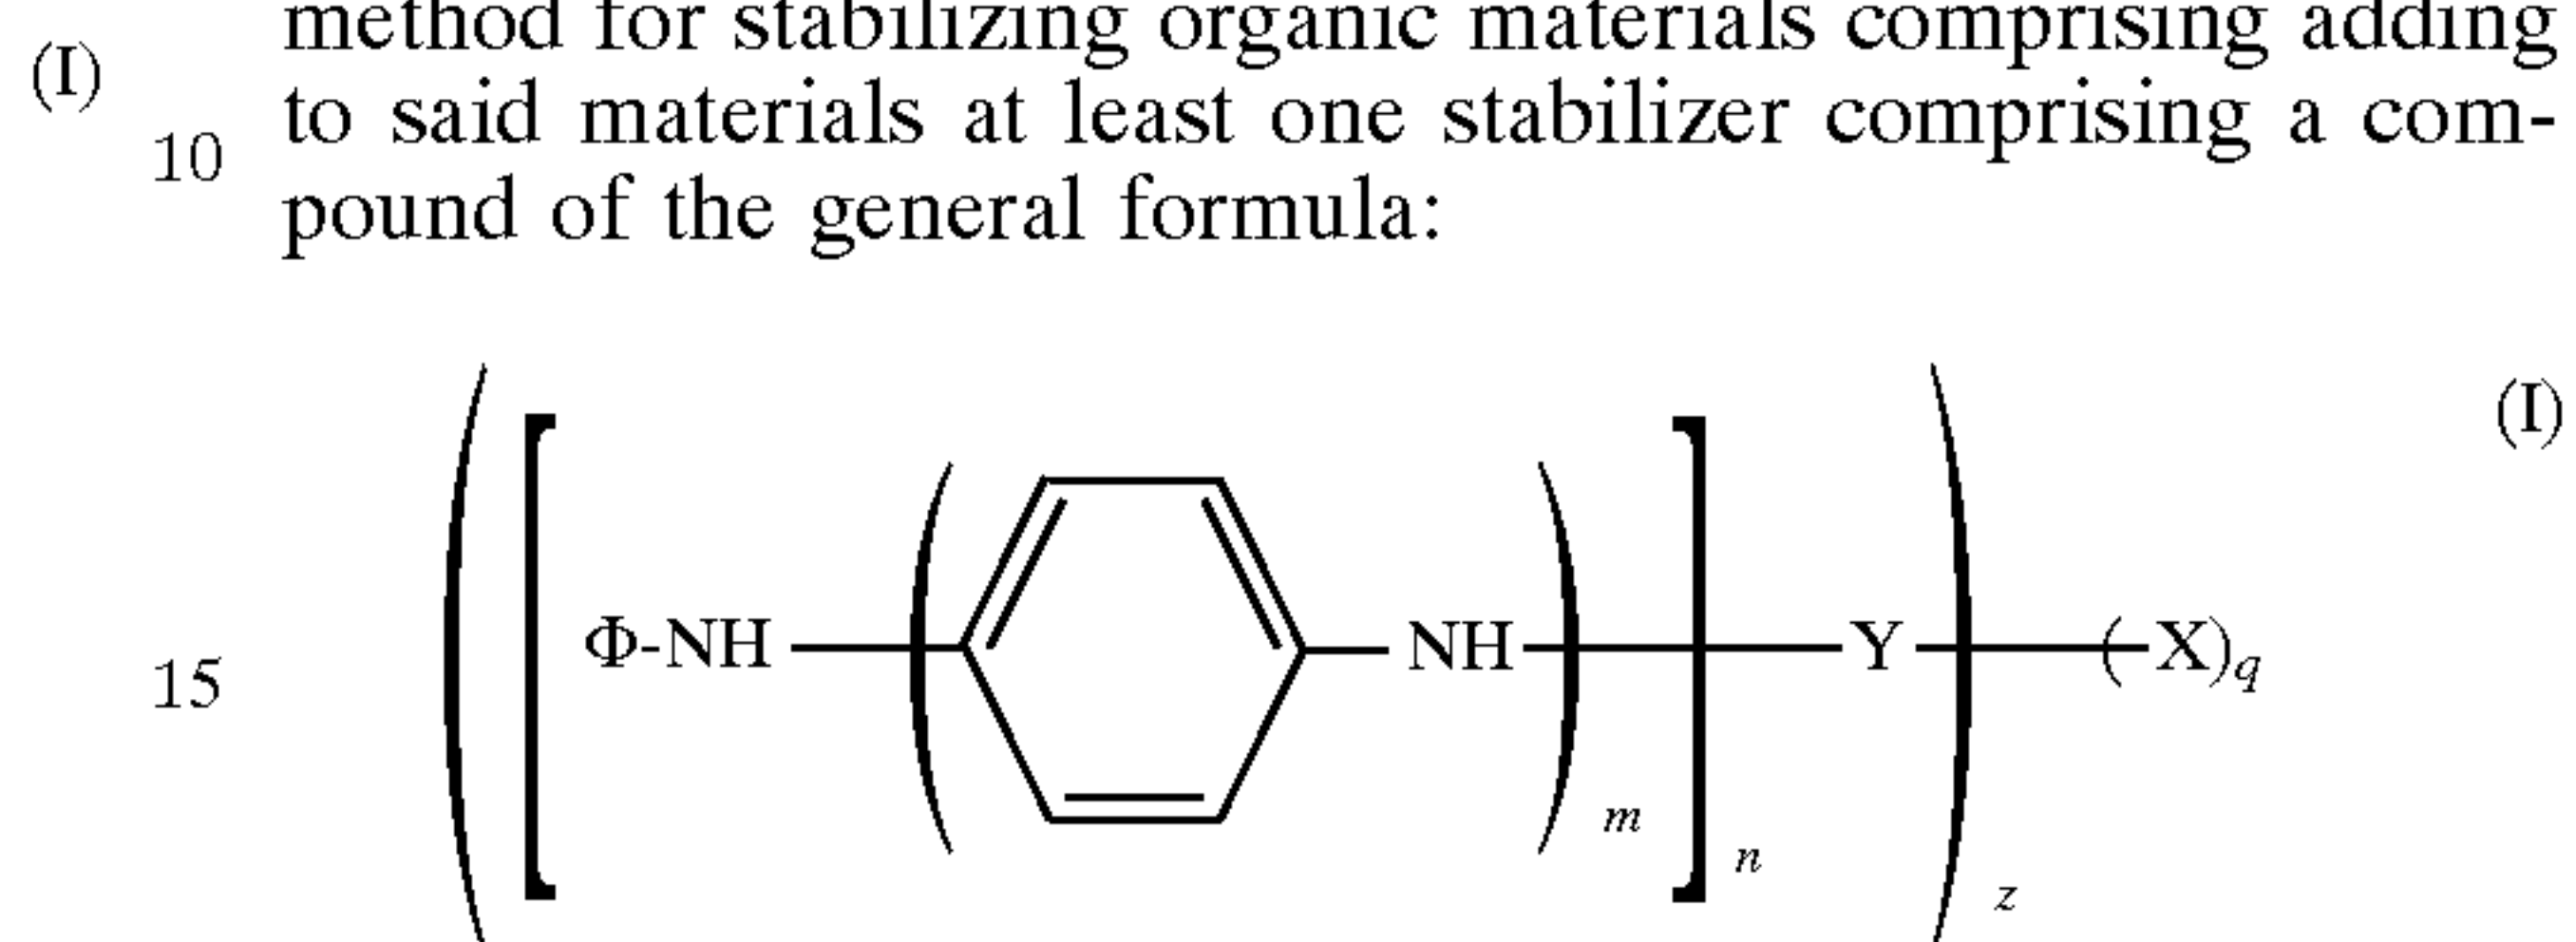 (I)
method for stabilizing organic materials comprising adding
to said materials at least one stabilizer comprising a com-
10
pound of the general formula:
(I)
Φ-NH NH Y (X)q
15
m
n
z